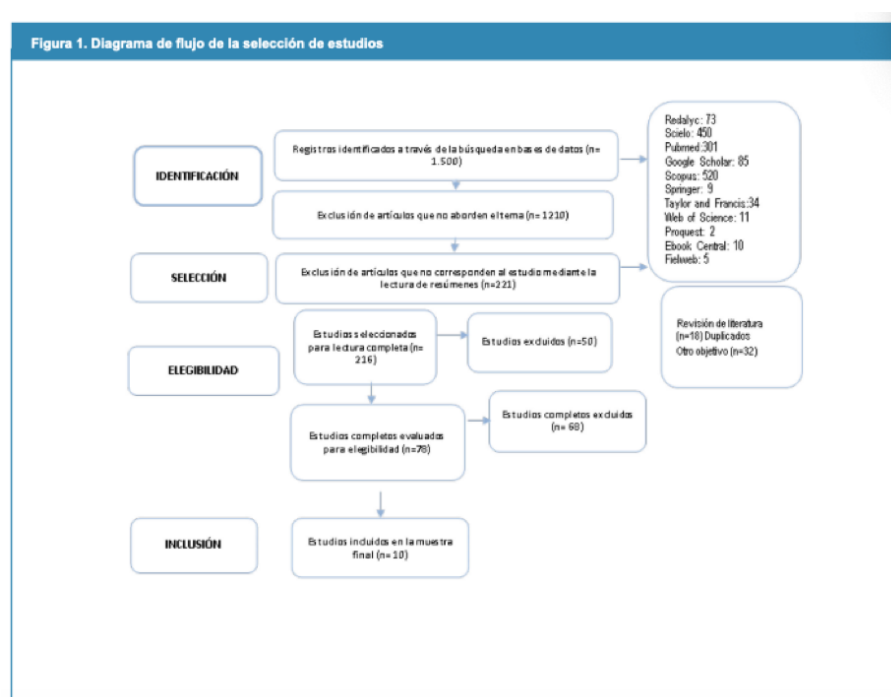 Figura 1. Diagrama de flujo de la selección de estudios
IDENTIFICACIÓN
Registros identificados a través de la búsqueda en bases de datos (n=
1.500)
Redalyc: 73
Scielo: 450
Pubmed:301
Google Scholar: 85
Scopus: 520
Springer: 9
Taylor and Francis:34
Web of Science: 11
Proquest: 2
Ebook Central: 10
Fielweb: 5
Exclusión de artículos que no aborden el tema (n= 1210)
SELECCIÓN
Exclusión de artículos que no corresponden al estudio mediante la
lectura de resúmenes (n=221)
ELEGIBILIDAD
Estudios seleccionados
para lectura completa (n=
216)
Estudios excluidos (n=50)
Revisión de literatura
(n=18) Duplicados
Otro objetivo (n=32)
Estudios completos evaluados
para elegibilidad (n=78)
Estudios completos excluidos
(n= 68)
INCLUSIÓN
Estudios incluidos en la muestra
final (n= 10)